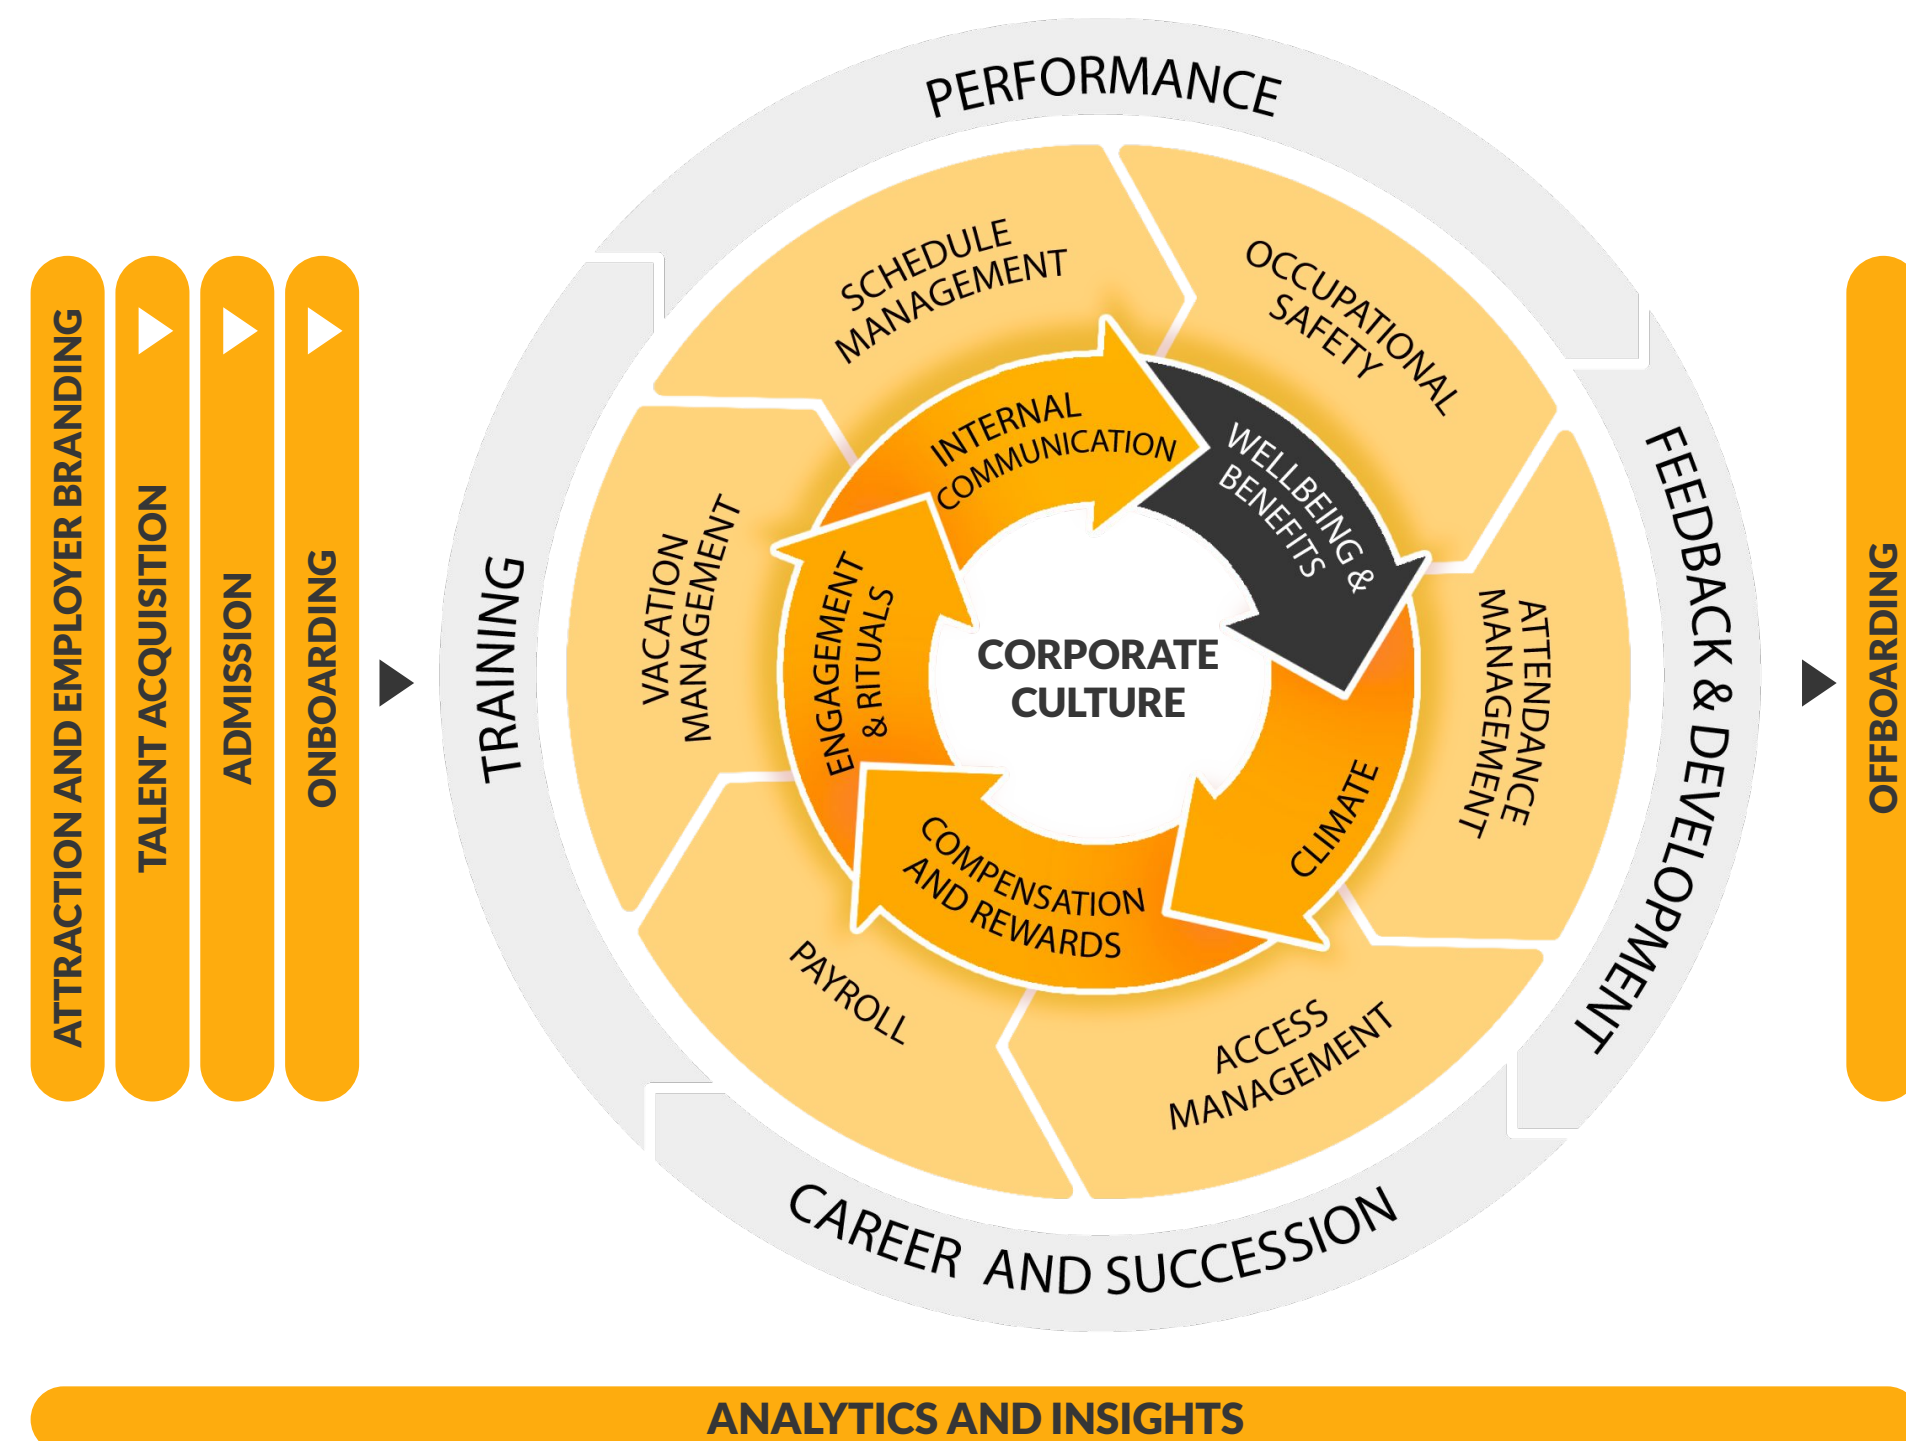 ATTRACTION AND EMPLOYER BRANDING
TALENT ACQUISITION
ADMISSION
ONBOARDING
PERFORMANCE
FEEDBACK & DEVELOPMENT
CAREER AND SUCCESSION
TRAINING
SCHEDULE
MANAGEMENT
OCCUPATIONAL
SAFETY
ATTENDANCE
MANAGEMENT
ACCESS
MANAGEMENT
PAYROLL
VACATION
MANAGEMENT
INTERNAL
COMMUNICATION
WELLBEING &
BENEFITS
CLIMATE
COMPENSATION
AND REWARDS
ENGAGEMENT
& RITUALS
CORPORATE
CULTURE
OFFBOARDING
ANALYTICS AND INSIGHTS